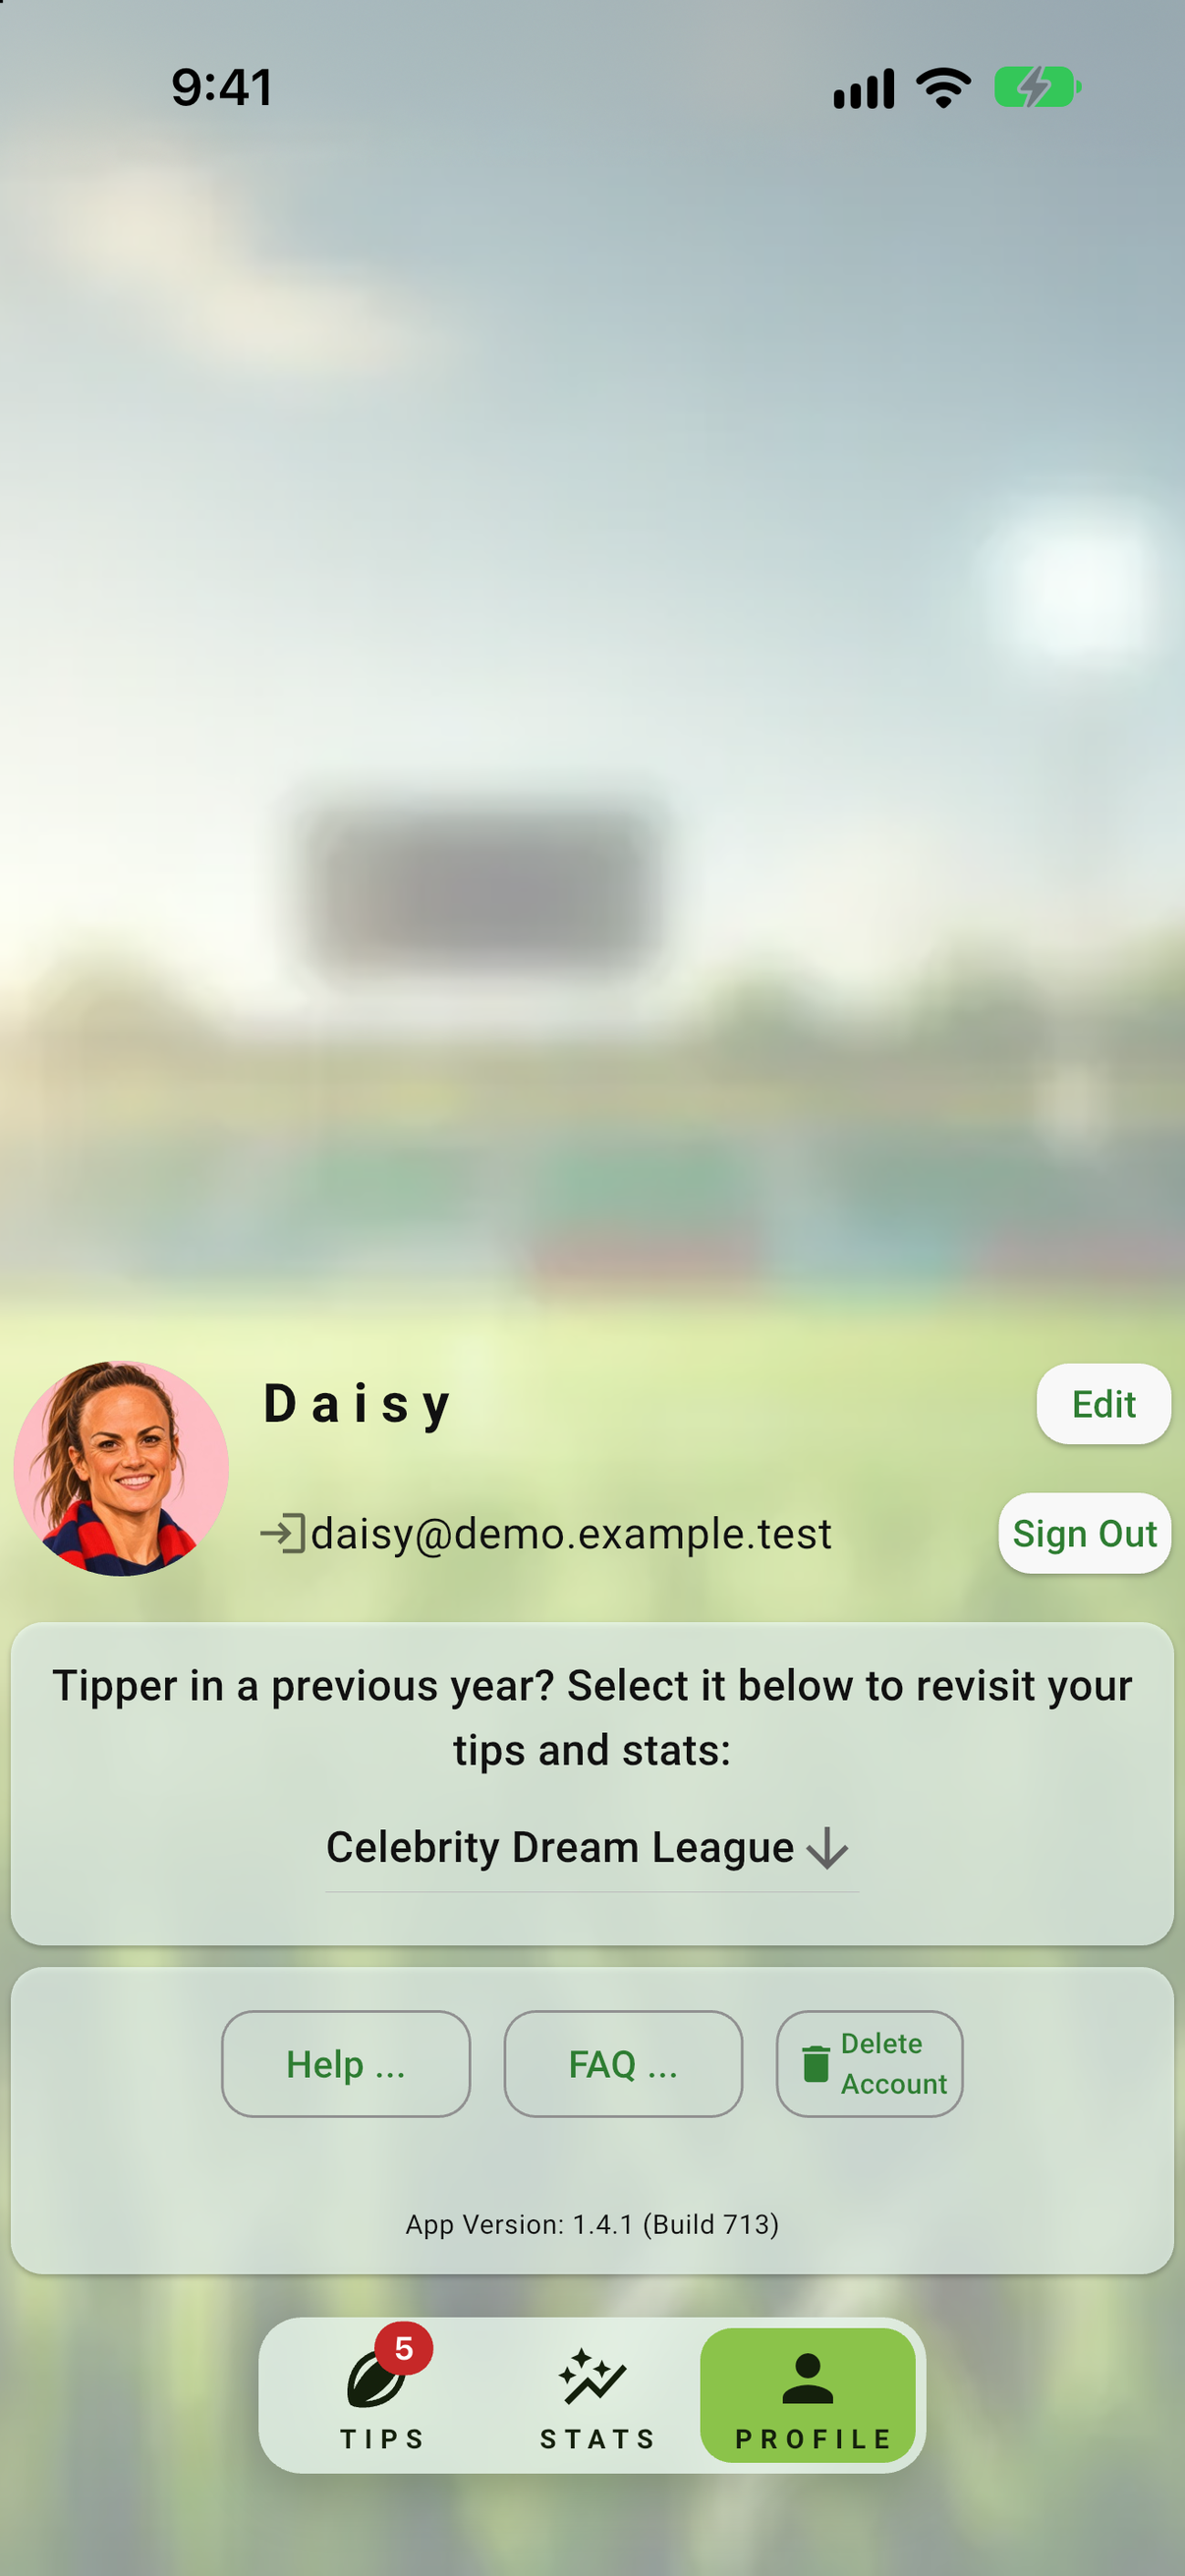 9:41
Daisy
Edit
daisy@demo.example.test
Sign Out
Tipper in a previous year? Select it below to revisit your
tips and stats:
Celebrity Dream League
Help ...
FAQ ...
Delete
Account
App Version: 1.4.1 (Build 713)
5
TIPS
STATS
PROFILE